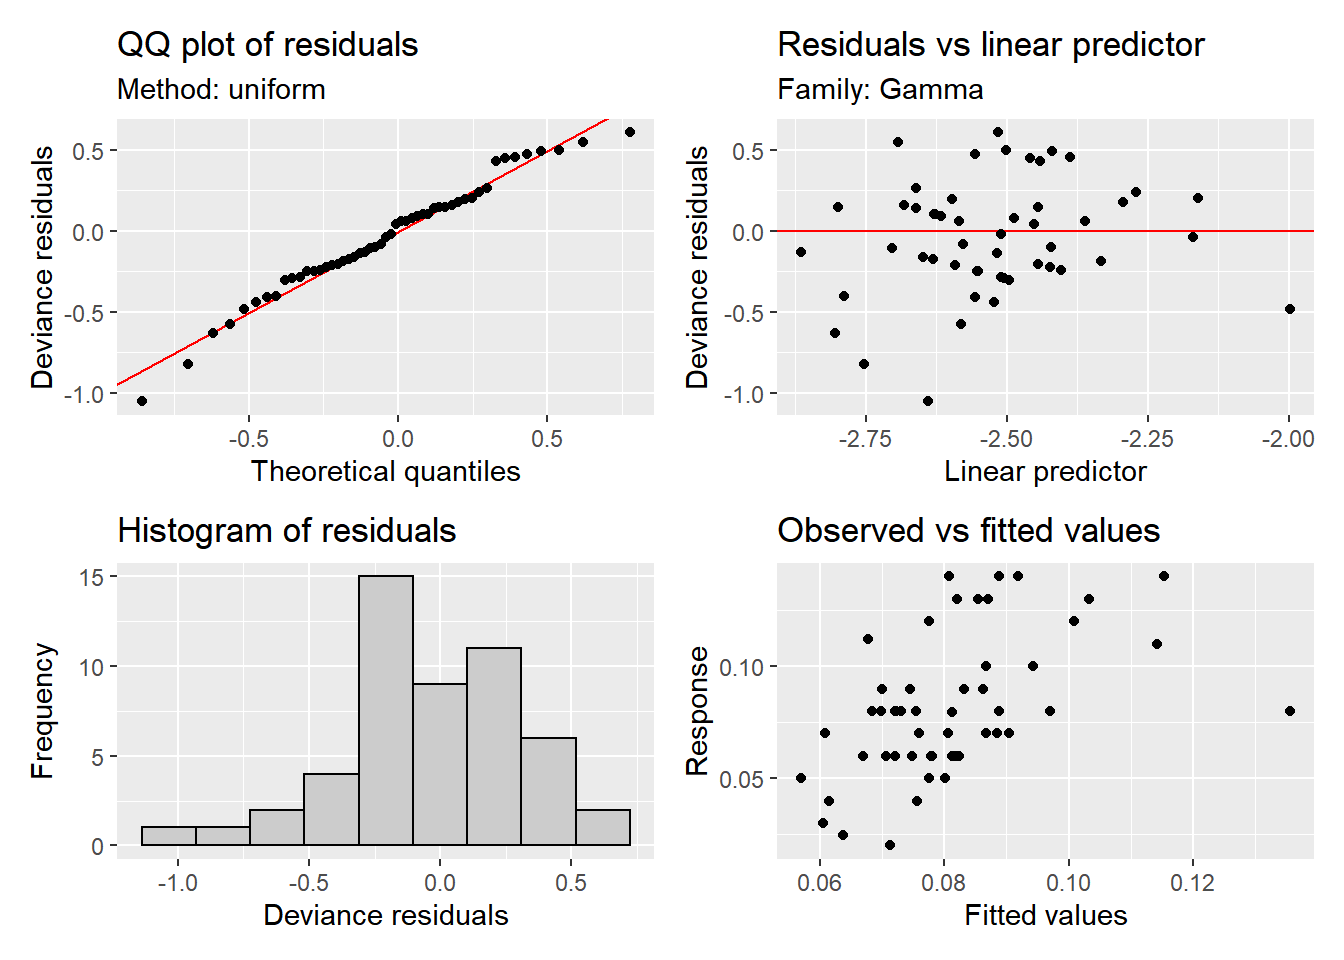 QQ plot of residuals
Method: uniform
Deviance residuals
0.5
0.0
-0.5
-1.0
-0.5
0.0
0.5
Theoretical quantiles
Residuals vs linear predictor
Family: Gamma
Deviance residuals
0.5
0.0
-0.5
-1.0
-2.75
-2.50
-2.25
-2.00
Linear predictor
Histogram of residuals
Frequency
15
10
5
0
-1.0
-0.5
0.0
0.5
Deviance residuals
Observed vs fitted values
Response
0.10
0.05
0.06
0.08
0.10
0.12
Fitted values